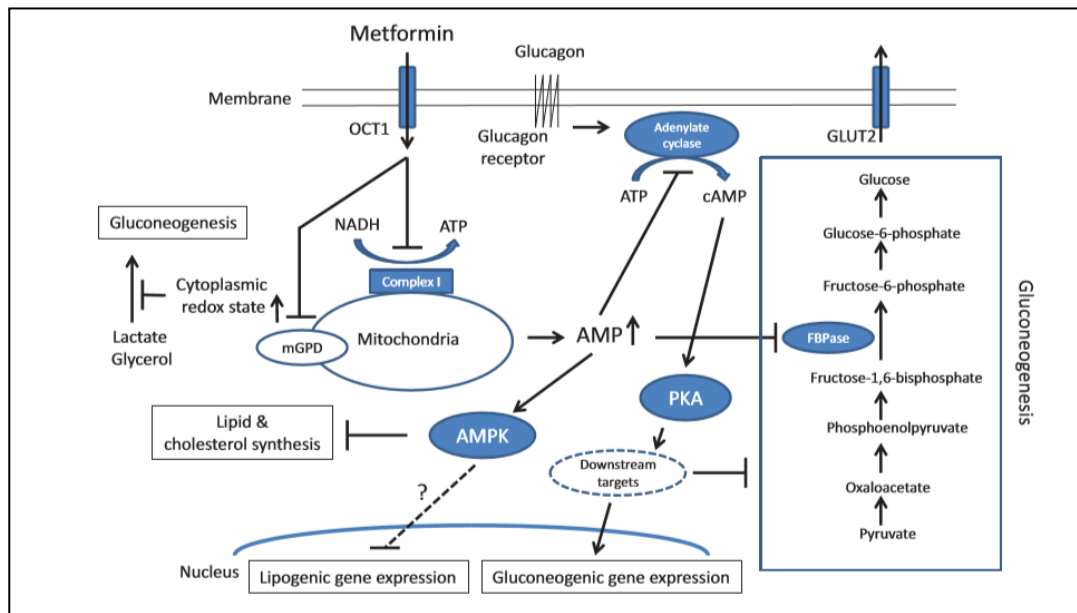 Metformin
Glucagon
Membrane
OCT1
Glucagon
receptor
Adenylate
cyclase
GLUT2
ATP
cAMP
NADH
ATP
Complex I
Gluconeogenesis
Cytoplasmic
redox state
Lactate
Glycerol
mGPD
Mitochondria
AMP
FBPase
Glucose
Glucose-6-phosphate
Fructose-6-phosphate
Fructose-1,6-bisphosphate
Phosphoenolpyruvate
Oxaloacetate
Pyruvate
Gluconeogenesis
Lipid &
cholesterol synthesis
AMPK
PKA
Downstream
targets
?
Nucleus
Lipogenic gene expression
Gluconeogenic gene expression